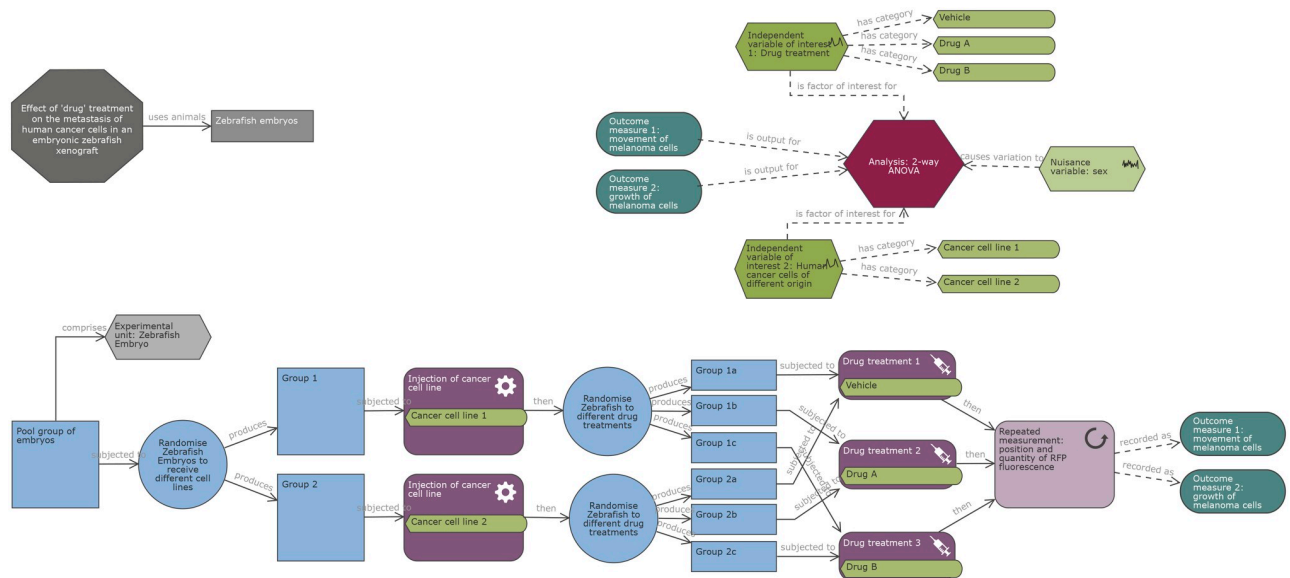 Effect of 'drug' treatment
on the metastasis of
human cancer cells in an
embryonic zebrafish
xenograft
uses animals
Zebrafish embryos
Independent
variable of interest
1: Drug treatment
has category
Vehicle
has category
Drug A
has category
Drug B
is factor of interest for
Outcome
measure 1:
movement of
melanoma cells
is output for
Outcome
measure 2:
growth of
melanoma cells
is output for
Analysis: 2-way
ANOVA
causes variation to
Nuisance
variable: sex
is factor of interest for
Independent
variable of
interest 2: Human
cancer cells of
different origin
has category
Cancer cell line 1
has category
Cancer cell line 2
comprises
Experimental
unit: Zebrafish
Embryo
Pool group of
embryos
subjected to
Randomise
Zebrafish
Embryos to
receive
different cell
lines
produces
produces
Group 1
subjected to
Injection of cancer
cell line
Cancer cell line 1
then
Randomise
Zebrafish to
different drug
treatments
produces
produces
produces
Group 1a
Group 1b
Group 1c
Group 2
subjected to
Injection of cancer
cell line
Cancer cell line 2
then
Randomise
Zebrafish to
different drug
treatments
produces
produces
produces
Group 2a
Group 2b
Group 2c
subjected to
subjected to
subjected to
subjected to
subjected to
subjected to
Drug treatment 1
Vehicle
then
Drug treatment 2
Drug A
then
Drug treatment 3
Drug B
then
Repeated
measurement:
position and
quantity of RFP
fluorescence
recorded as
recorded as
Outcome
measure 1:
movement of
melanoma cells
Outcome
measure 2:
growth of
melanoma cells